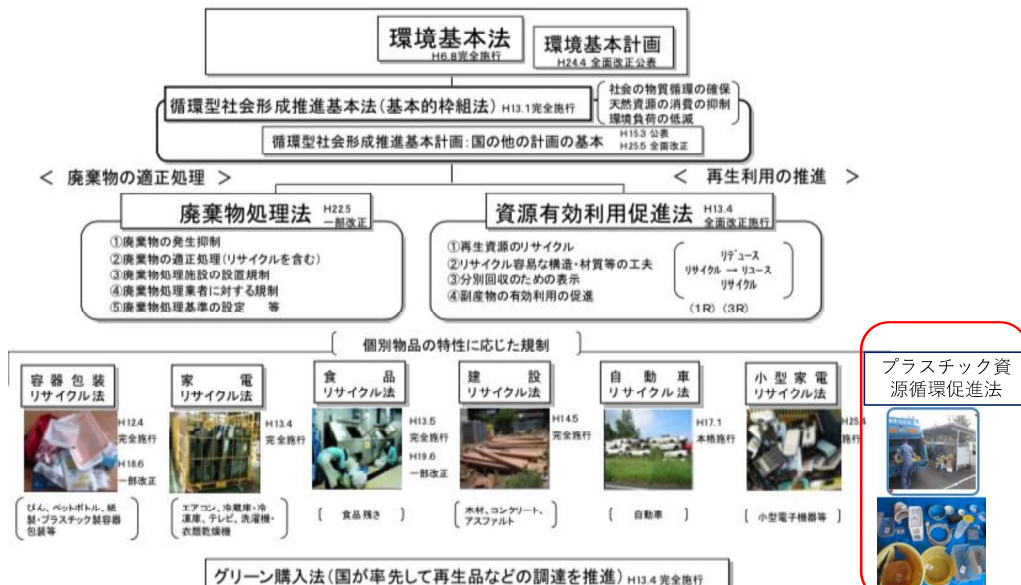 環境基本法
H6.8完全施行
環境基本計画
H24.4 全面改正公表
循環型社会形成推進基本法(基本的枠組法) H13.1完全施行
社会の物質循環の確保
天然資源の消費の抑制
環境負荷の低減
循環型社会形成推進基本計画:国の他の計画の基本
H15.3 公表
H25.5 全面改正
< 廃棄物の適正処理 >
< 再生利用の推進 >
廃棄物処理法
H22.5
一部改正
①廃棄物の発生抑制
②廃棄物の適正処理(リサイクルを含む)
③廃棄物処理施設の設置規制
④廃棄物処理業者に対する規制
⑤廃棄物処理基準の設定 等
資源有効利用促進法
H13.4
全面改正施行
①再生資源のリサイクル
②リサイクル容易な構造・材質等の工夫
③分別回収のための表示
④副産物の有効利用の促進
リデュース
リサイクル → リユース
リサイクル
(1R) (3R)
個別物品の特性に応じた規制
容器包装
リサイクル法
H12.4
完全施行
H18.6
一部改正
びん、ペットボトル、紙
製・プラスチック製容器
包装等
家電
リサイクル法
H13.4
完全施行
エアコン、冷蔵庫・冷
凍庫、テレビ、洗濯機・
衣類乾燥機
食品
リサイクル法
H13.5
完全施行
H19.6
一部改正
食品残さ
建設
リサイクル法
H14.5
完全施行
木材、コンクリート、
アスファルト
自動車
リサイクル法
H17.1
本格施行
自動車
小型家電
リサイクル法
H25.4
施行
小型電子機器等
プラスチック資
源循環促進法
グリーン購入法(国が率先して再生品などの調達を推進) H13.4 完全施行